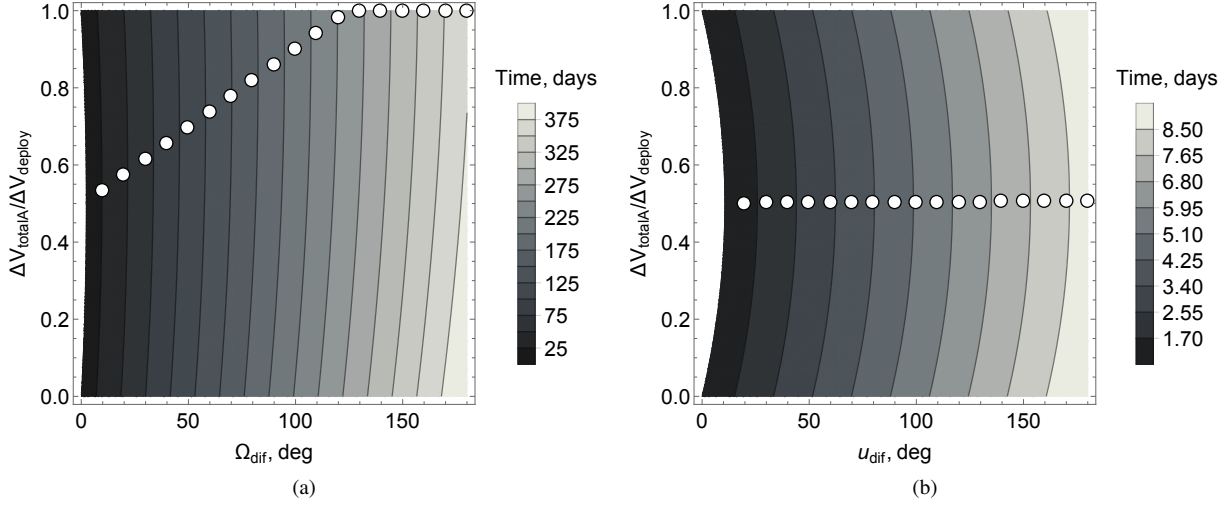 1.0
0.8
0.6
0.4
0.2
0.0
ΔV_totalA/ΔV_deploy
0 50 100 150
Ω_dif, deg
Time, days
375
325
275
225
175
125
75
25
(a)
1.0
0.8
0.6
0.4
0.2
0.0
ΔV_totalA/ΔV_deploy
0 50 100 150
u_dif, deg
Time, days
8.50
7.65
6.80
5.95
5.10
4.25
3.40
2.55
1.70
(b)